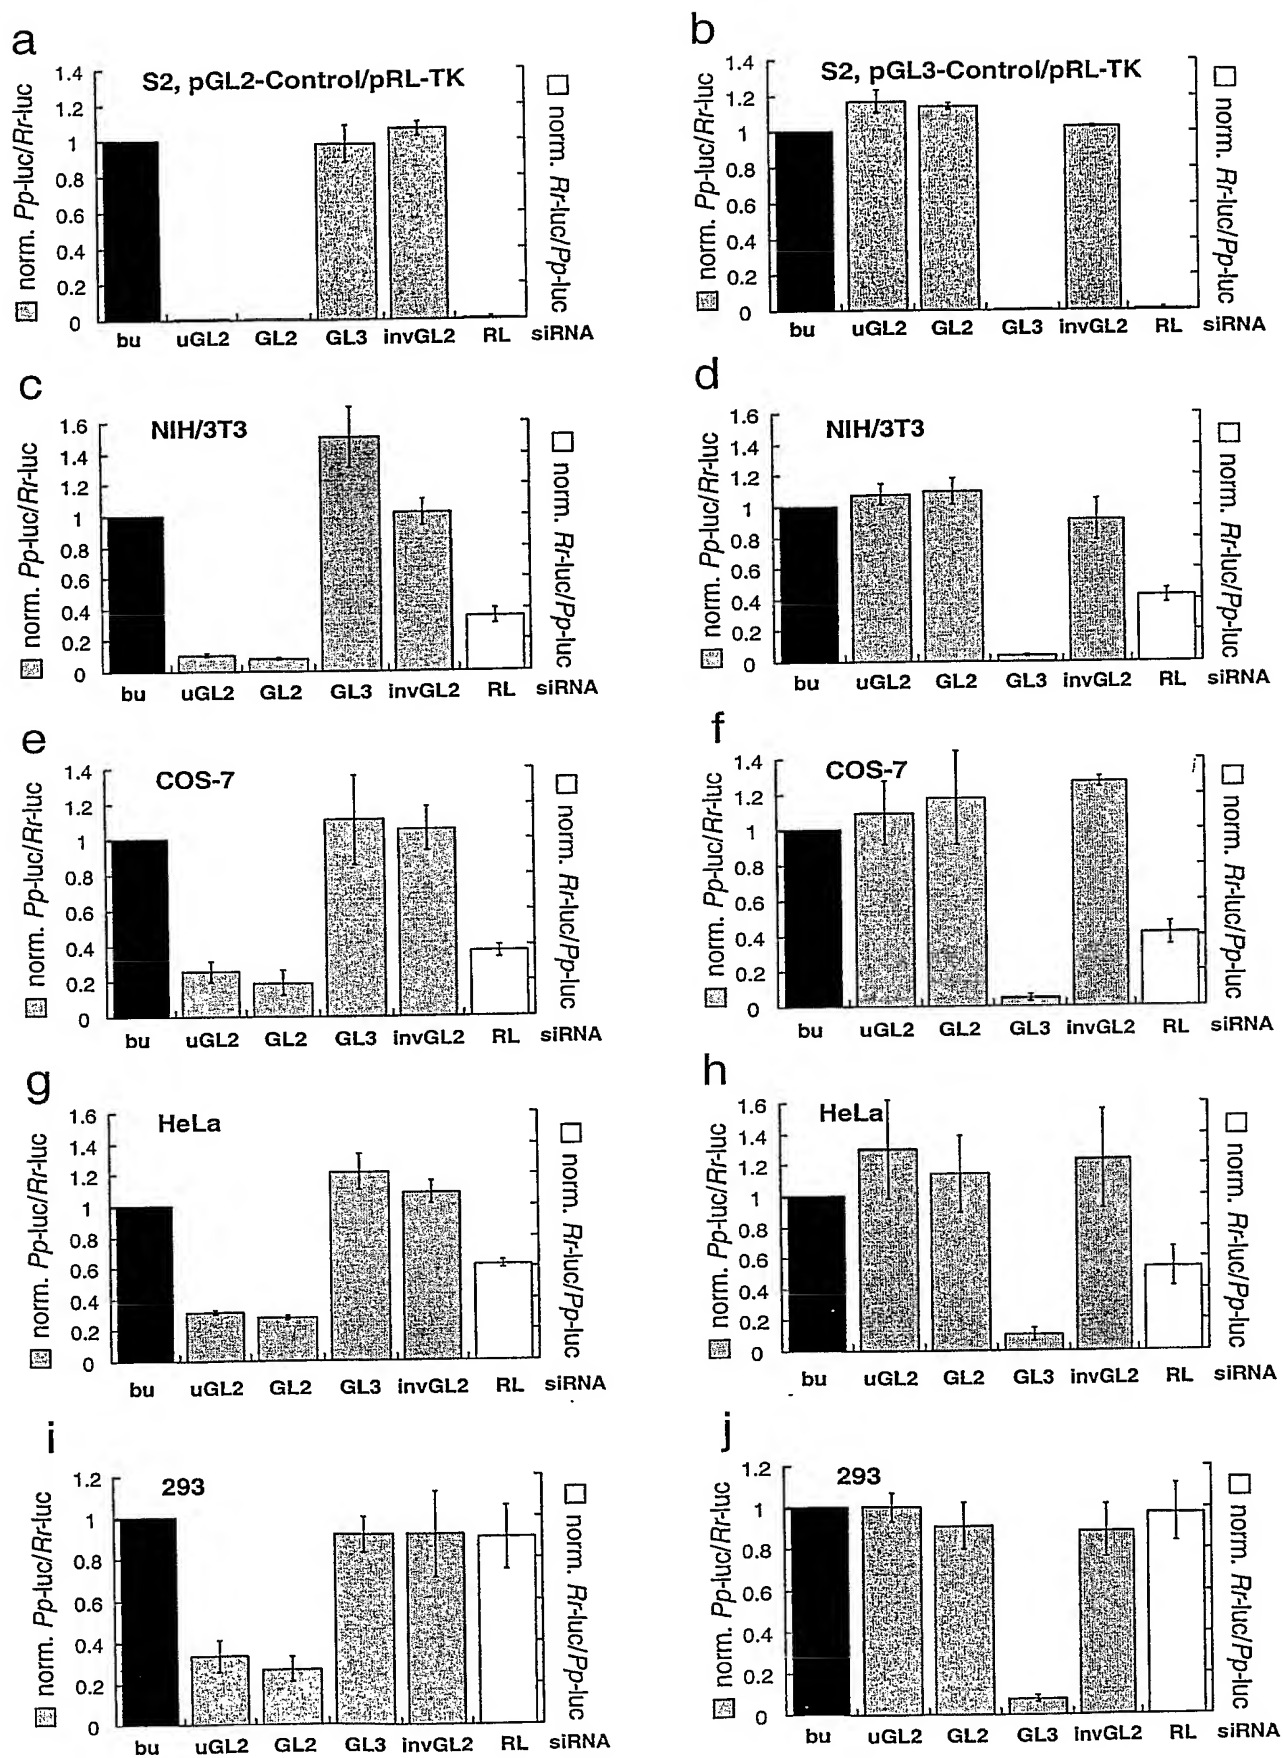 a
S2, pGL2-Control/pRL-TK
norm. Pp-luc/Rr-luc
1.4
1.2
1
0.8
0.6
0.4
0.2
0
bu uGL2 GL2 GL3 invGL2 RL siRNA
norm. Rr-luc/Pp-luc
b
S2, pGL3-Control/pRL-TK
norm. Pp-luc/Rr-luc
1.4
1.2
1
0.8
0.6
0.4
0.2
0
bu uGL2 GL2 GL3 invGL2 RL siRNA
norm. Rr-luc/Pp-luc
c
NIH/3T3
norm. Pp-luc/Rr-luc
1.6
1.4
1.2
1
0.8
0.6
0.4
0.2
0
bu uGL2 GL2 GL3 invGL2 RL siRNA
norm. Rr-luc/Pp-luc
d
NIH/3T3
norm. Pp-luc/Rr-luc
1.6
1.4
1.2
1
0.8
0.6
0.4
0.2
0
bu uGL2 GL2 GL3 invGL2 RL siRNA
norm. Rr-luc/Pp-luc
e
COS-7
norm. Pp-luc/Rr-luc
1.4
1.2
1
0.8
0.6
0.4
0.2
0
bu uGL2 GL2 GL3 invGL2 RL siRNA
norm. Rr-luc/Pp-luc
f
COS-7
norm. Pp-luc/Rr-luc
1.4
1.2
1
0.8
0.6
0.4
0.2
0
bu uGL2 GL2 GL3 invGL2 RL siRNA
norm. Rr-luc/Pp-luc
g
HeLa
norm. Pp-luc/Rr-luc
1.6
1.4
1.2
1
0.8
0.6
0.4
0.2
0
bu uGL2 GL2 GL3 invGL2 RL siRNA
norm. Rr-luc/Pp-luc
h
HeLa
norm. Pp-luc/Rr-luc
1.6
1.4
1.2
1
0.8
0.6
0.4
0.2
0
bu uGL2 GL2 GL3 invGL2 RL siRNA
norm. Rr-luc/Pp-luc
i
293
norm. Pp-luc/Rr-luc
1.2
1
0.8
0.6
0.4
0.2
0
bu uGL2 GL2 GL3 invGL2 RL siRNA
norm. Rr-luc/Pp-luc
j
293
norm. Pp-luc/Rr-luc
1.2
1
0.8
0.6
0.4
0.2
0
bu uGL2 GL2 GL3 invGL2 RL siRNA
norm. Rr-luc/Pp-luc